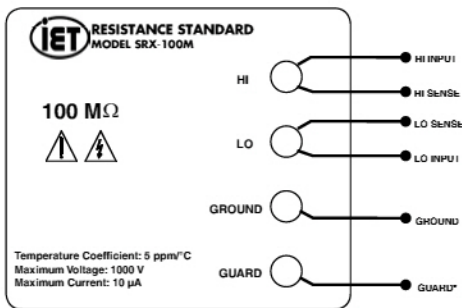 IET RESISTANCE STANDARD
MODEL SRX-100M
100 MΩ
HI
LO
GROUND
GUARD
HI INPUT
HI SENSE
LO SENSE
LO INPUT
GROUND
GUARD*
Temperature Coefficient: 5 ppm/°C
Maximum Voltage: 1000 V
Maximum Current: 10 µA